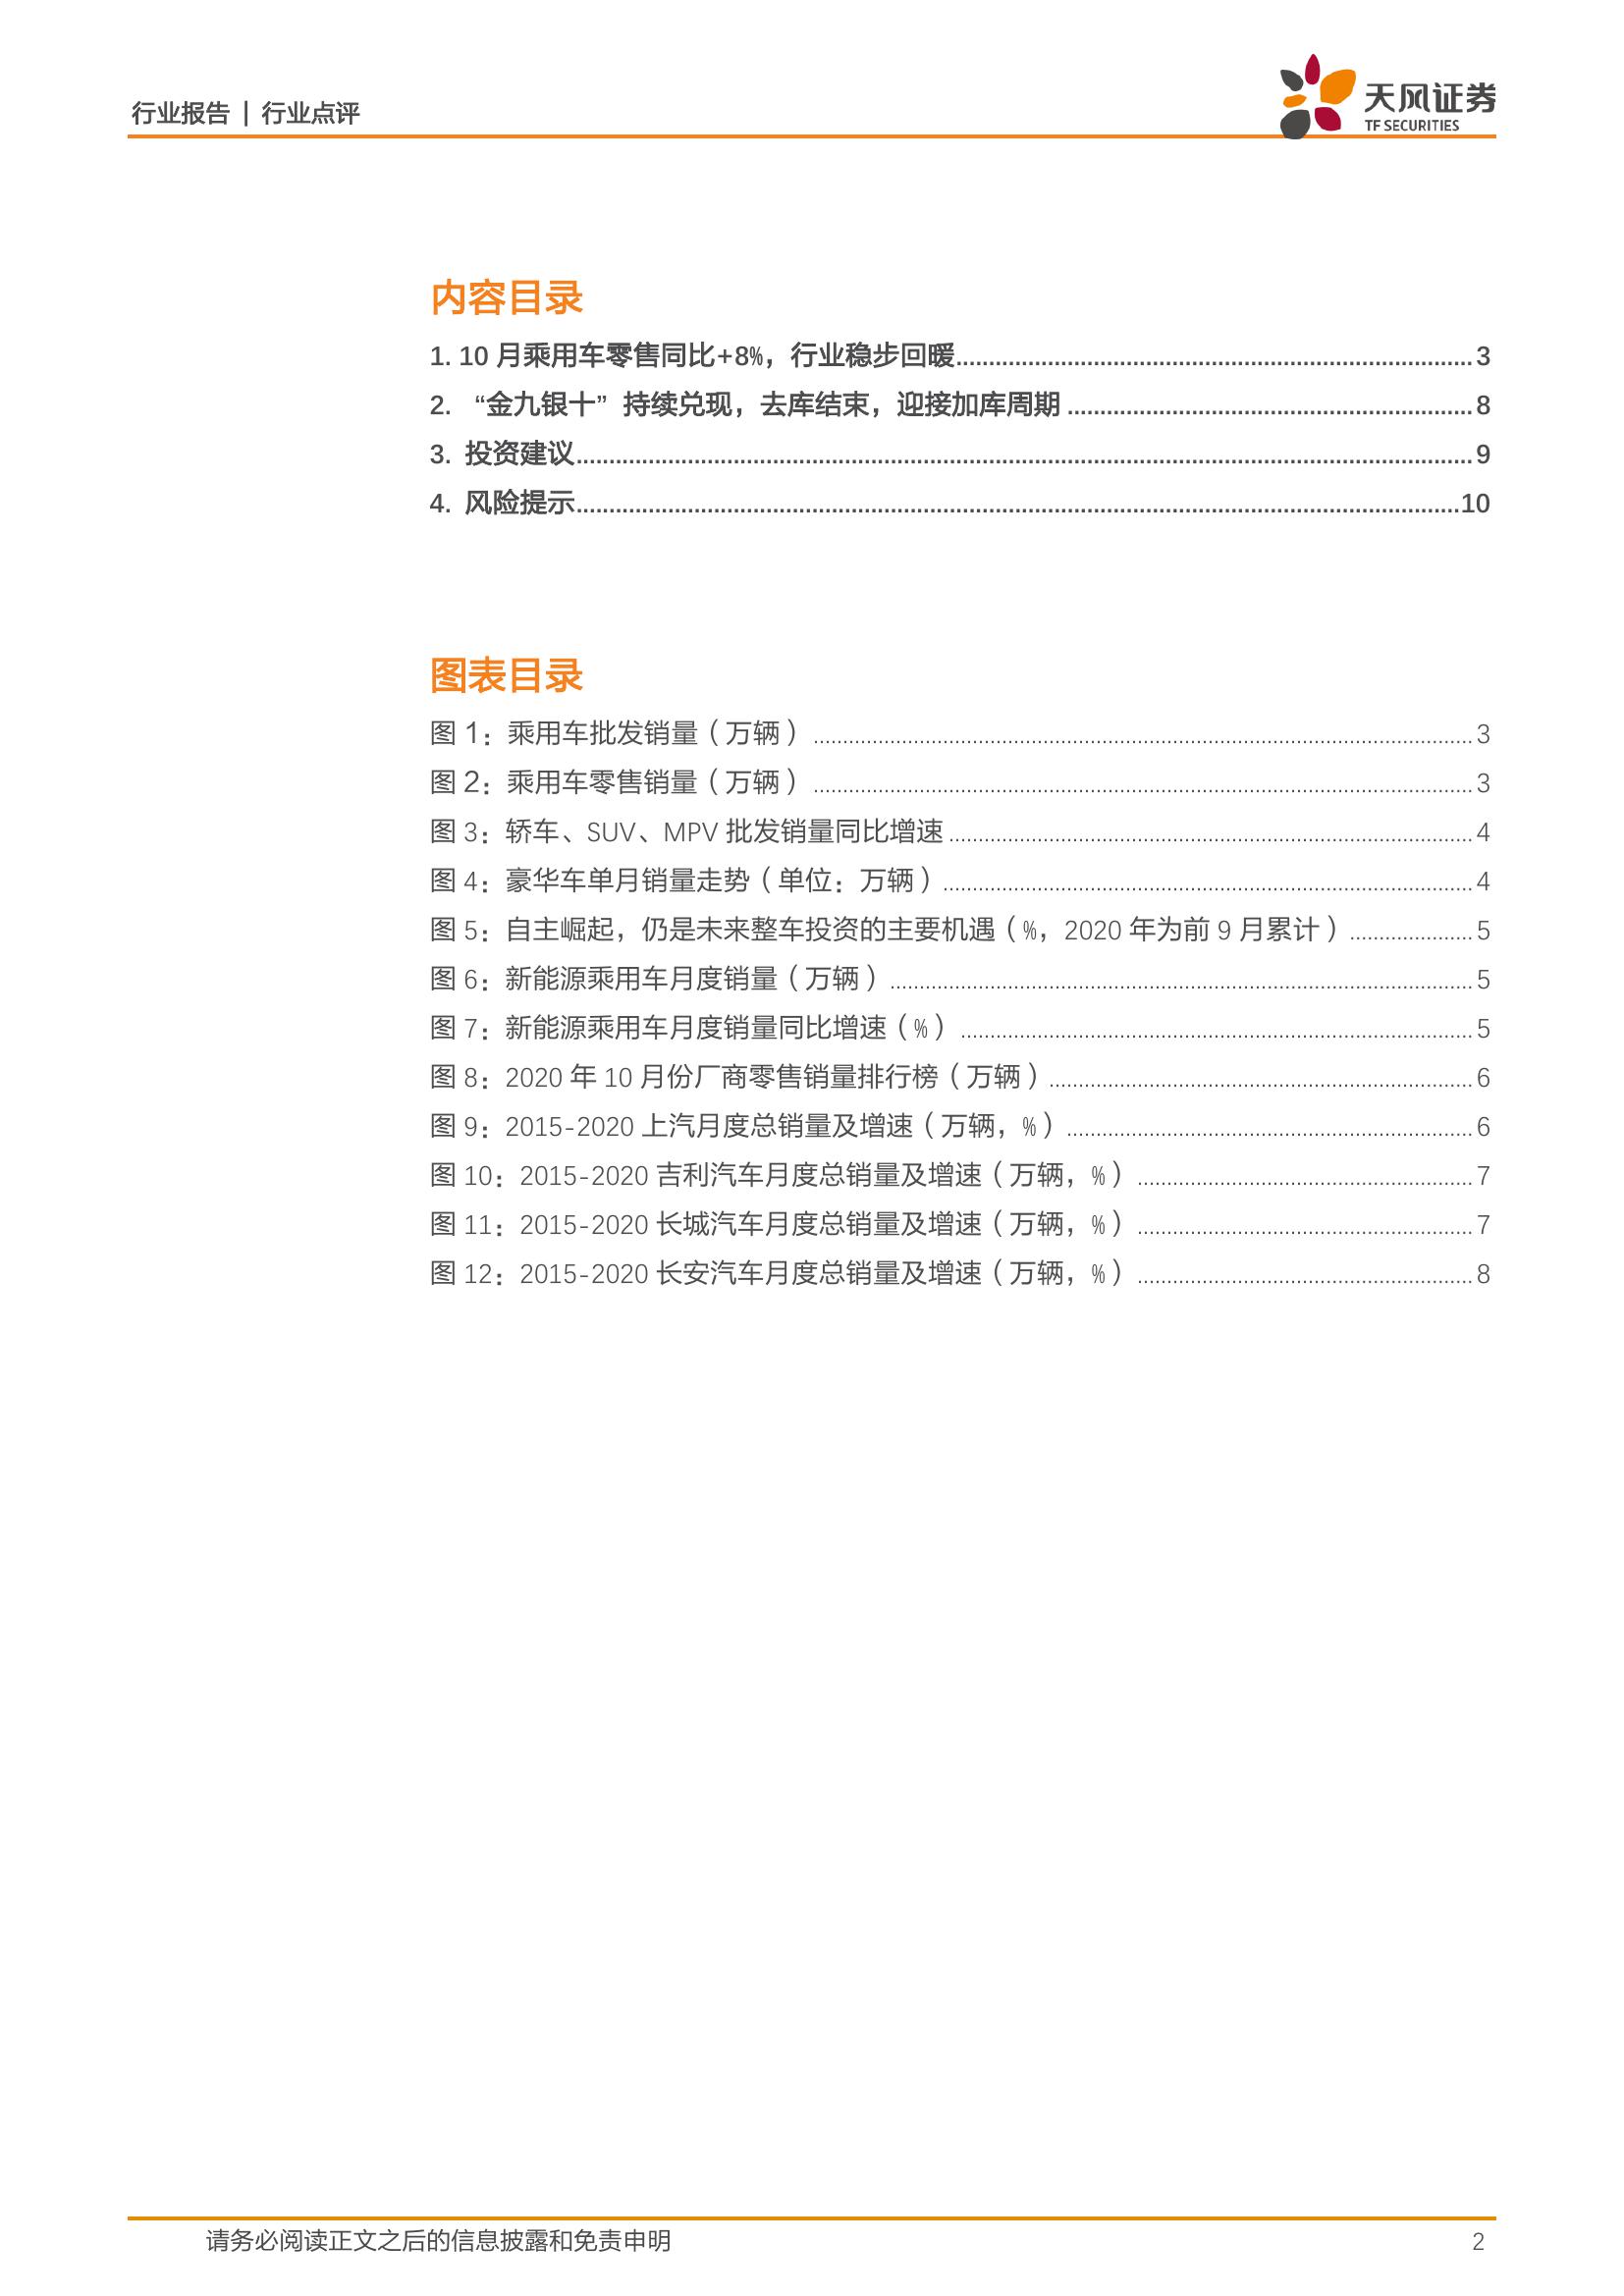 行业报告 | 行业点评
天风证券
TF SECURITIES
内容目录
1. 10 月乘用车零售同比+8%，行业稳步回暖........3
2. “金九银十”持续兑现，去库结束，迎接加库周期........8
3. 投资建议........9
4. 风险提示........10
图表目录
图 1：乘用车批发销量（万辆）........3
图 2：乘用车零售销量（万辆）........3
图 3：轿车、SUV、MPV 批发销量同比增速........4
图 4：豪华车单月销量走势（单位：万辆）........4
图 5：自主崛起，仍是未来整车投资的主要机遇（%，2020 年为前 9 月累计）........5
图 6：新能源乘用车月度销量（万辆）........5
图 7：新能源乘用车月度销量同比增速（%）........5
图 8：2020 年 10 月份厂商零售销量排行榜（万辆）........6
图 9：2015-2020 上汽月度总销量及增速（万辆，%）........6
图 10：2015-2020 吉利汽车月度总销量及增速（万辆，%）........7
图 11：2015-2020 长城汽车月度总销量及增速（万辆，%）........7
图 12：2015-2020 长安汽车月度总销量及增速（万辆，%）........8
请务必阅读正文之后的信息披露和免责申明
2